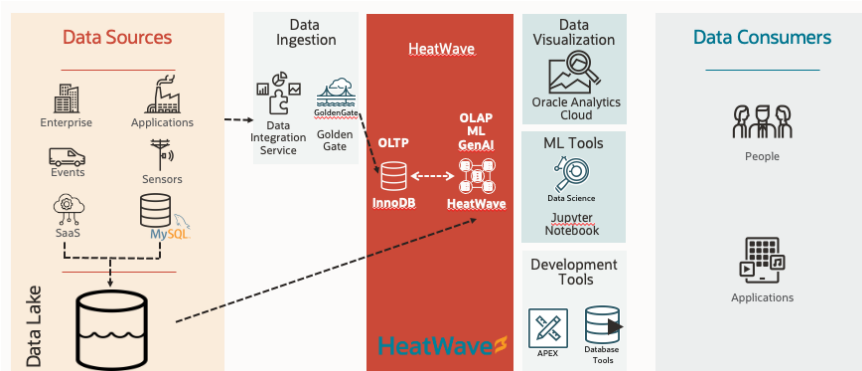 Data Sources
Enterprise
Applications
Events
Sensors
SaaS
MySQL
Data Lake
Data
Ingestion
Data
Integration
Service
GoldenGate
Golden
Gate
HeatWave
OLTP
InnoDB
OLAP
ML
GenAI
HeatWave
HeatWave
Data
Visualization
Oracle Analytics
Cloud
ML Tools
Data Science
Jupyter
Notebook
Development
Tools
APEX
Database
Tools
Data Consumers
People
Applications